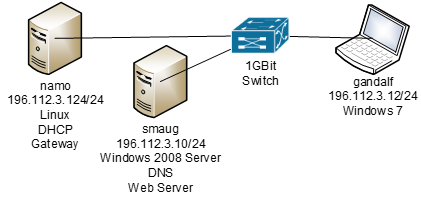 namo
196.112.3.124/24
Linux
DHCP
Gateway
smaug
196.112.3.10/24
Windows 2008 Server
DNS
Web Server
1GBit
Switch
gandalf
196.112.3.12/24
Windows 7